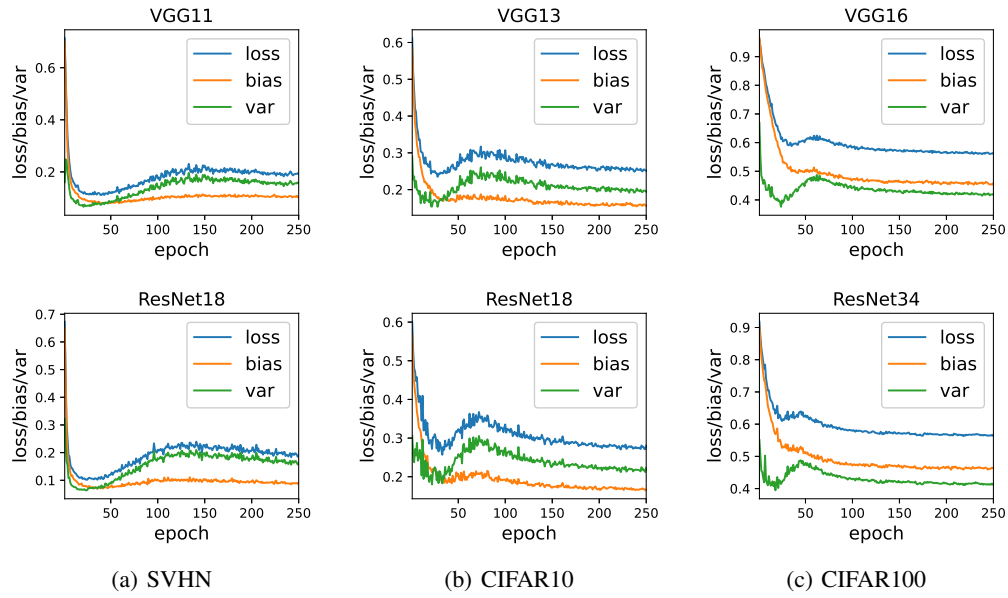 VGG11
loss/bias/var
0.6
0.4
0.2
loss
bias
var
50 100 150 200 250
epoch
VGG13
loss/bias/var
0.6
0.5
0.4
0.3
0.2
loss
bias
var
50 100 150 200 250
epoch
VGG16
loss/bias/var
0.9
0.8
0.7
0.6
0.5
0.4
loss
bias
var
50 100 150 200 250
epoch
ResNet18
loss/bias/var
0.7
0.6
0.5
0.4
0.3
0.2
0.1
loss
bias
var
50 100 150 200 250
epoch
ResNet18
loss/bias/var
0.6
0.5
0.4
0.3
0.2
loss
bias
var
50 100 150 200 250
epoch
ResNet34
loss/bias/var
0.9
0.8
0.7
0.6
0.5
0.4
loss
bias
var
50 100 150 200 250
epoch
(a) SVHN
(b) CIFAR10
(c) CIFAR100